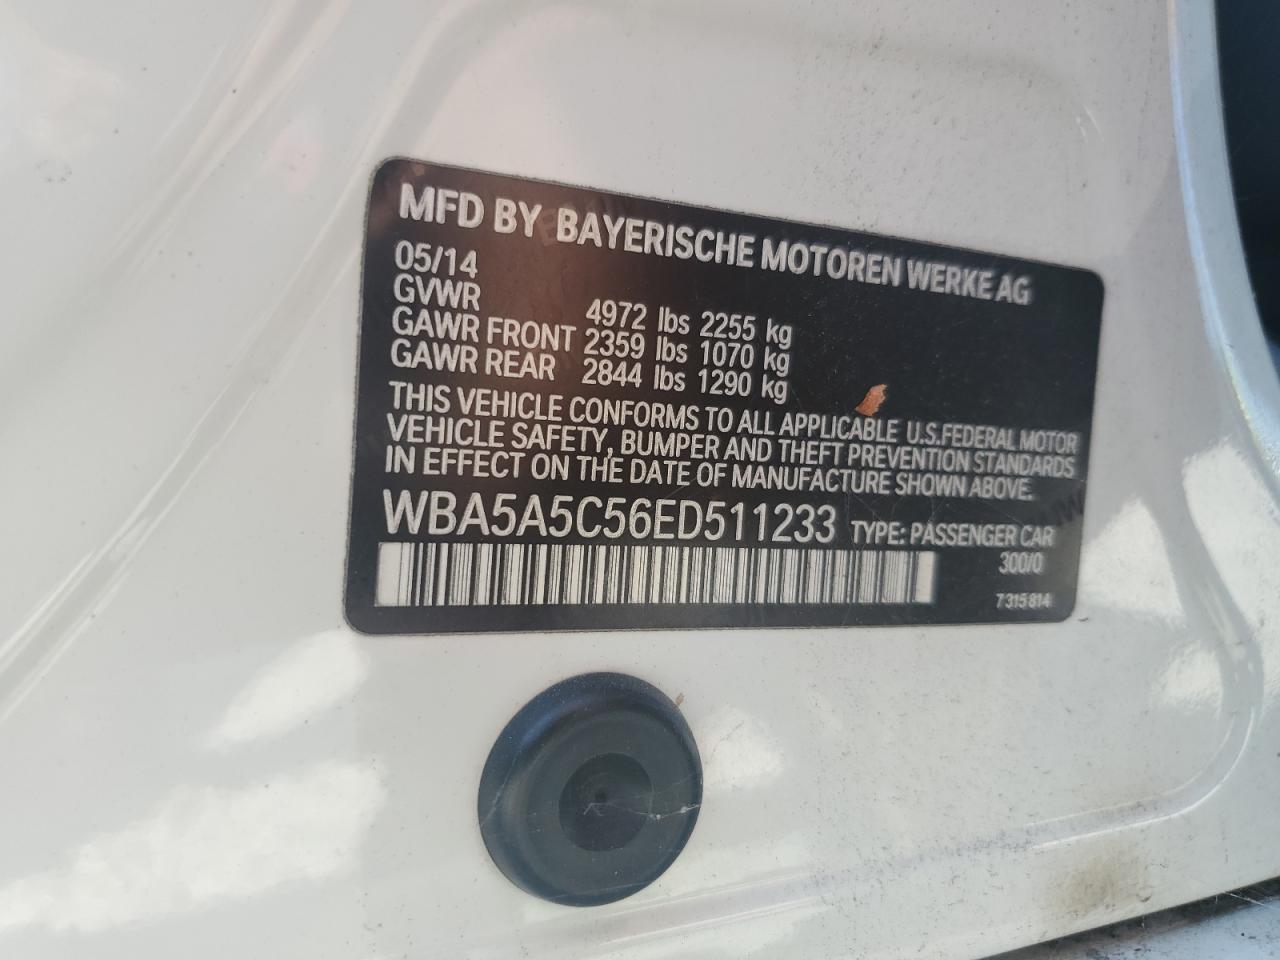 MFD BY BAYERISCHE MOTOREN WERKE AG
05/14
GVWR 4972 lbs 2255 kg
GAWR FRONT 2359 lbs 1070 kg
GAWR REAR 2844 lbs 1290 kg
THIS VEHICLE CONFORMS TO ALL APPLICABLE U.S.FEDERAL MOTOR
VEHICLE SAFETY, BUMPER AND THEFT PREVENTION STANDARDS
IN EFFECT ON THE DATE OF MANUFACTURE SHOWN ABOVE.
WBA5A5C56ED511233 TYPE: PASSENGER CAR
300/0
7 315 814